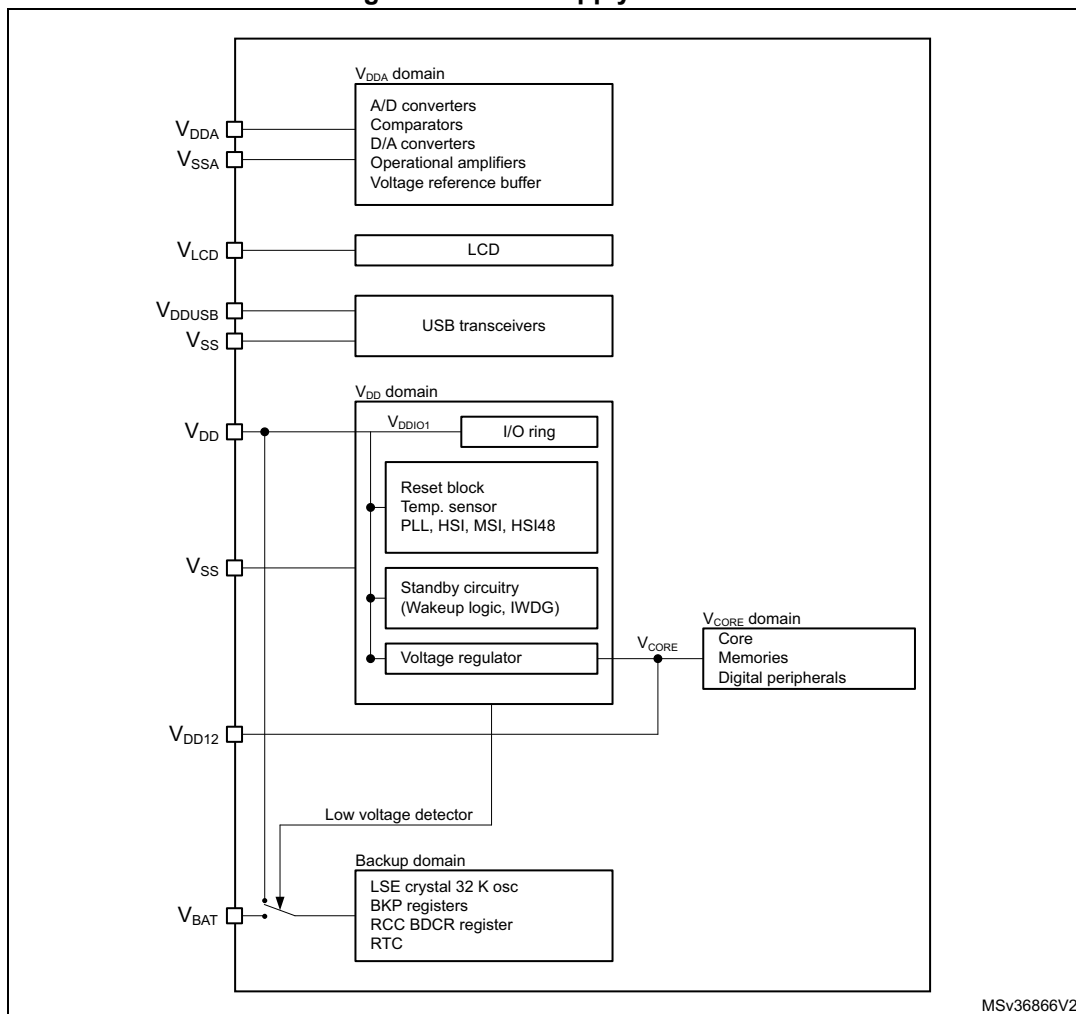 VDDA domain
A/D converters
Comparators
D/A converters
Operational amplifiers
Voltage reference buffer
VDDA
VSSA
VLCD
LCD
VDDUSB
VSS
USB transceivers
VDD domain
VDD
VDDIO1
I/O ring
Reset block
Temp. sensor
PLL, HSI, MSI, HSI48
VSS
Standby circuitry
(Wakeup logic, IWDG)
Voltage regulator
VCORE
VCORE domain
Core
Memories
Digital peripherals
VDD12
Low voltage detector
Backup domain
LSE crystal 32 K osc
BKP registers
RCC BDCR register
RTC
VBAT
MSv36866V2